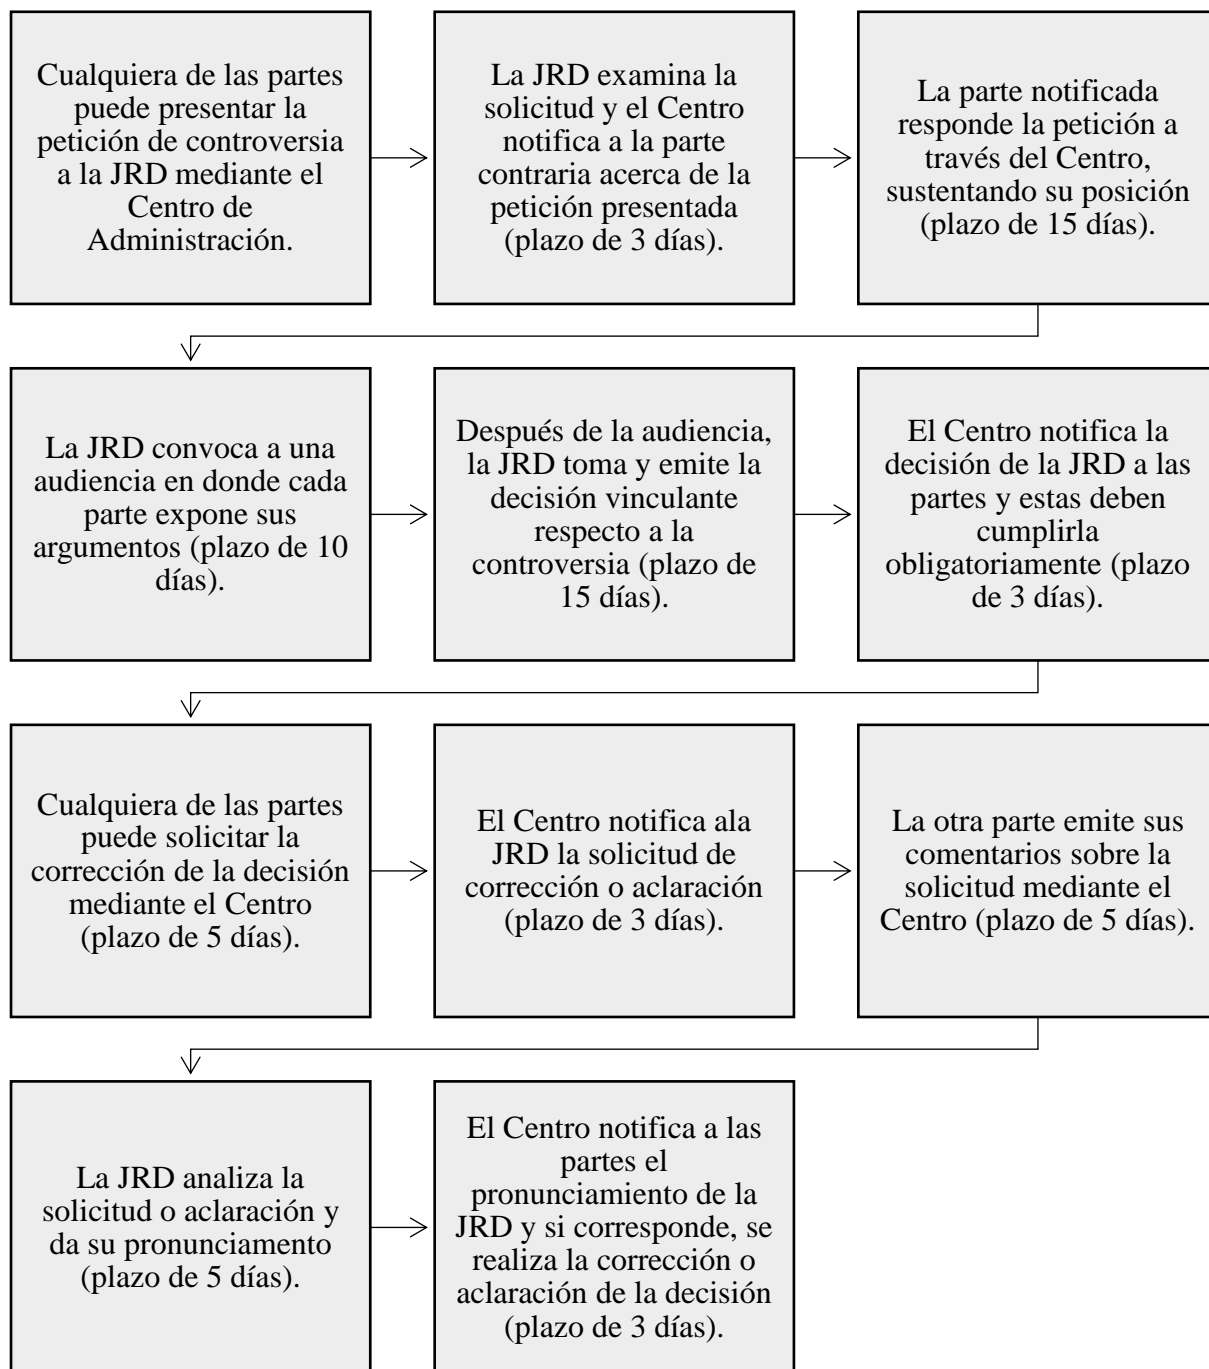 Cualquiera de las partes
puede presentar la
petición de controversia
a la JRD mediante el
Centro de
Administración.
La JRD examina la
solicitud y el Centro
notifica a la parte
contraria acerca de la
petición presentada
(plazo de 3 días).
La parte notificada
responde la petición a
través del Centro,
sustentando su posición
(plazo de 15 días).
La JRD convoca a una
audiencia en donde cada
parte expone sus
argumentos (plazo de 10
días).
Después de la audiencia,
la JRD toma y emite la
decisión vinculante
respecto a la
controversia (plazo de
15 días).
El Centro notifica la
decisión de la JRD a las
partes y estas deben
cumplirla
obligatoriamente (plazo
de 3 días).
Cualquiera de las partes
puede solicitar la
corrección de la decisión
mediante el Centro
(plazo de 5 días).
El Centro notifica ala
JRD la solicitud de
corrección o aclaración
(plazo de 3 días).
La otra parte emite sus
comentarios sobre la
solicitud mediante el
Centro (plazo de 5 días).
La JRD analiza la
solicitud o aclaración y
da su pronunciamento
(plazo de 5 días).
El Centro notifica a las
partes el
pronunciamiento de la
JRD y si corresponde, se
realiza la corrección o
aclaración de la decisión
(plazo de 3 días).